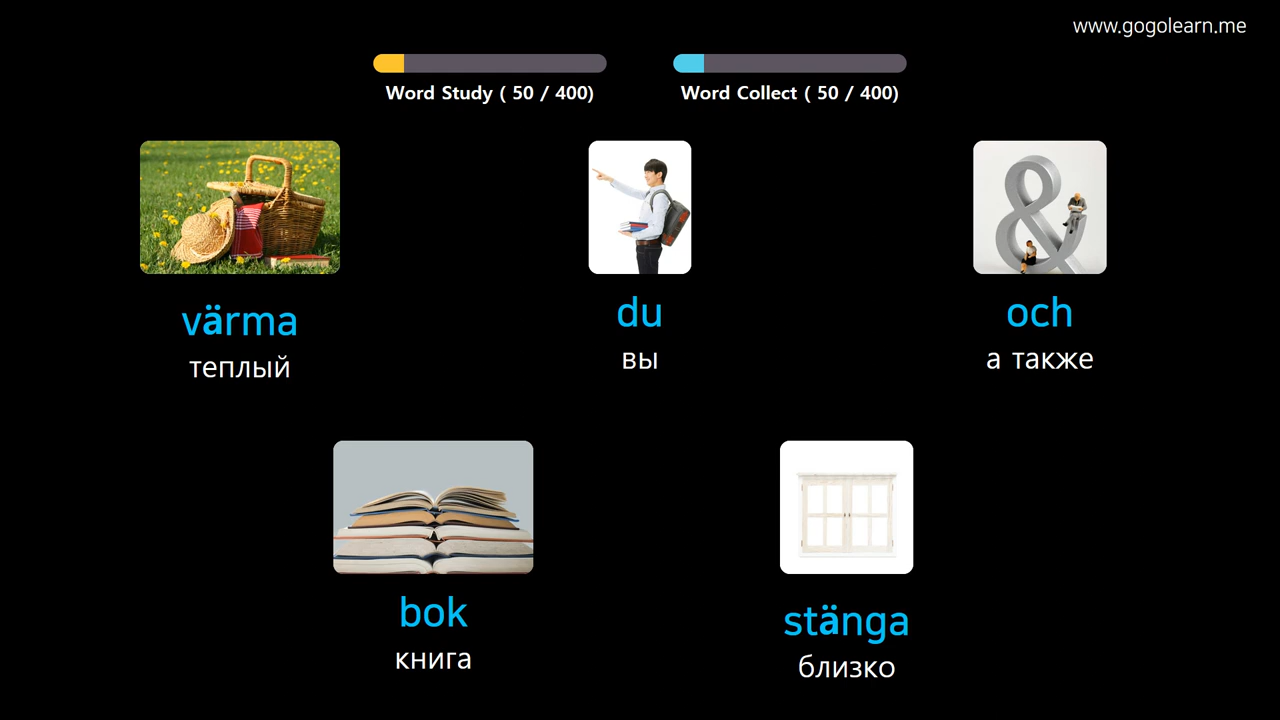 www.gogolearn.me
Word Study ( 50 / 400)
Word Collect ( 50 / 400)
värma
теплый
du
вы
och
а также
bok
книга
stänga
близко